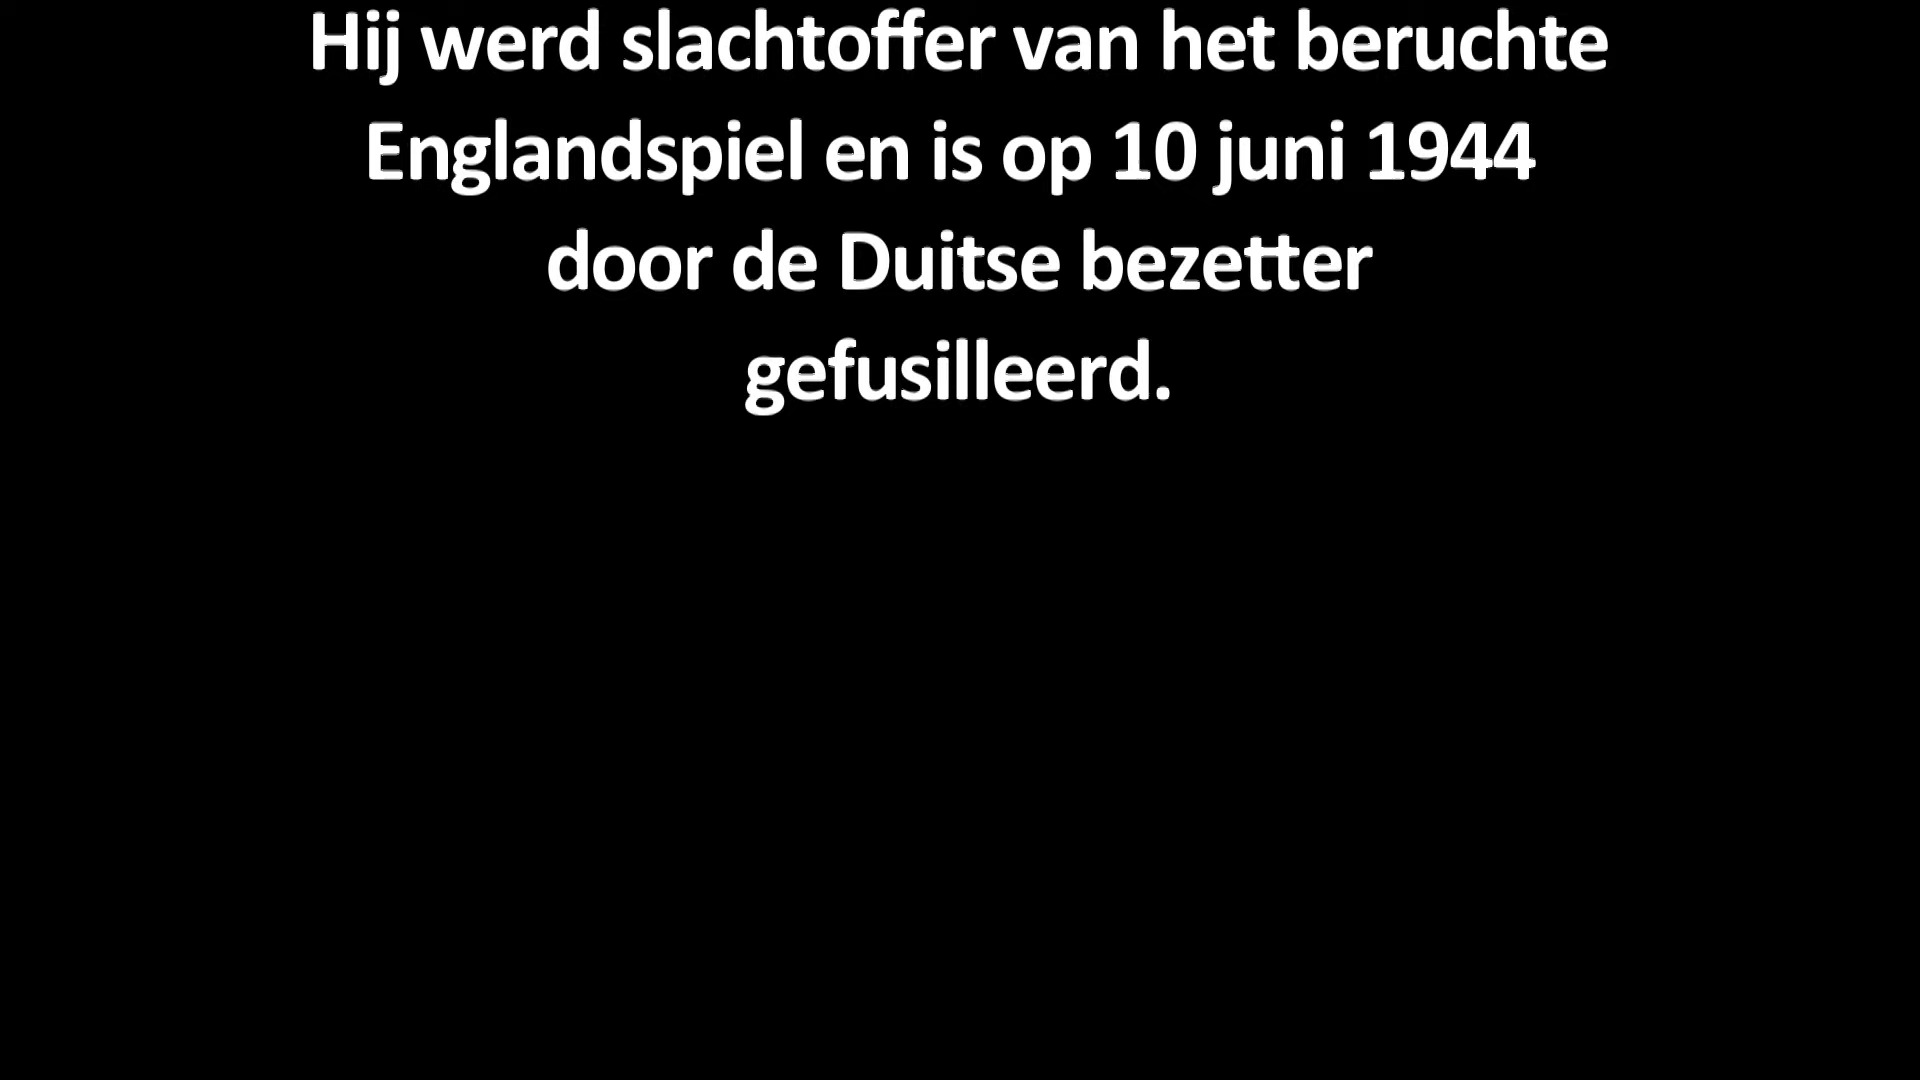 Hij werd slachtoffer van het beruchte
Englandspiel en is op 10 juni 1944
door de Duitse bezetter
gefusilleerd.